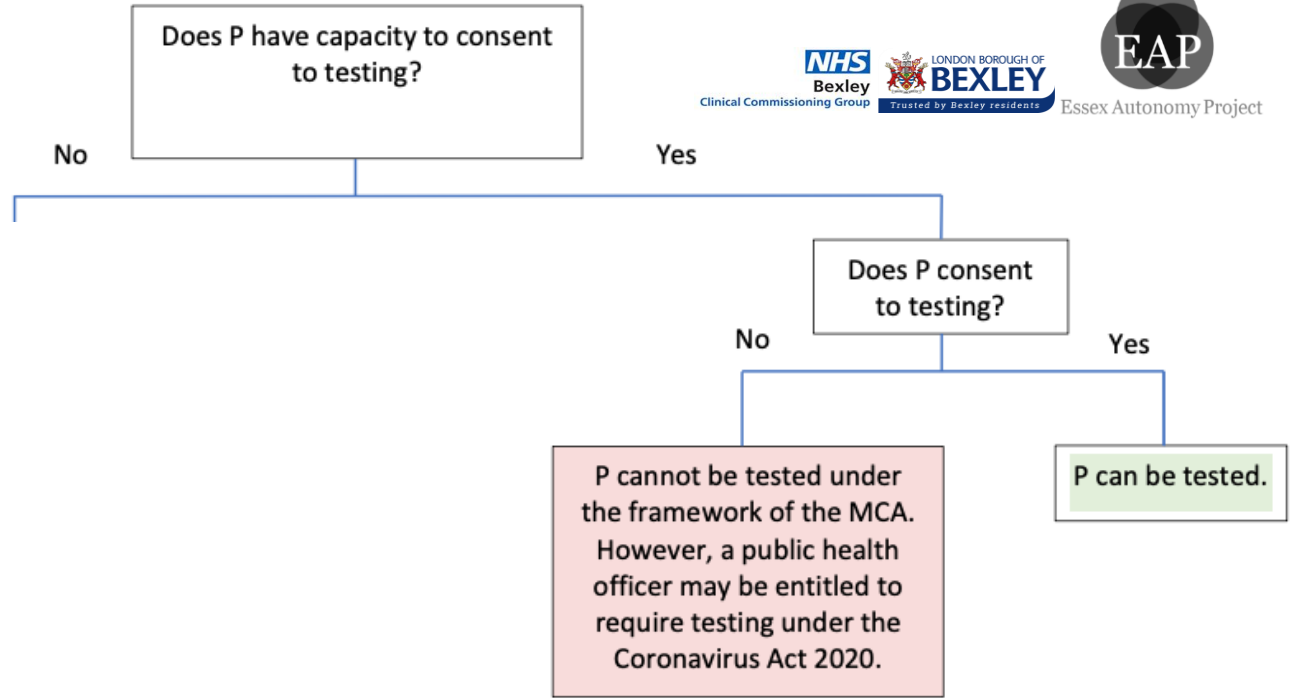 Does P have capacity to consent
to testing?
EAP
NHS
Bexley
Clinical Commissioning Group
LONDON BOROUGH OF
BEXLEY
Trusted by Bexley residents
Essex Autonomy Project
No
Yes
Does P consent
to testing?
No
Yes
P cannot be tested under
the framework of the MCA.
However, a public health
officer may be entitled to
require testing under the
Coronavirus Act 2020.
P can be tested.